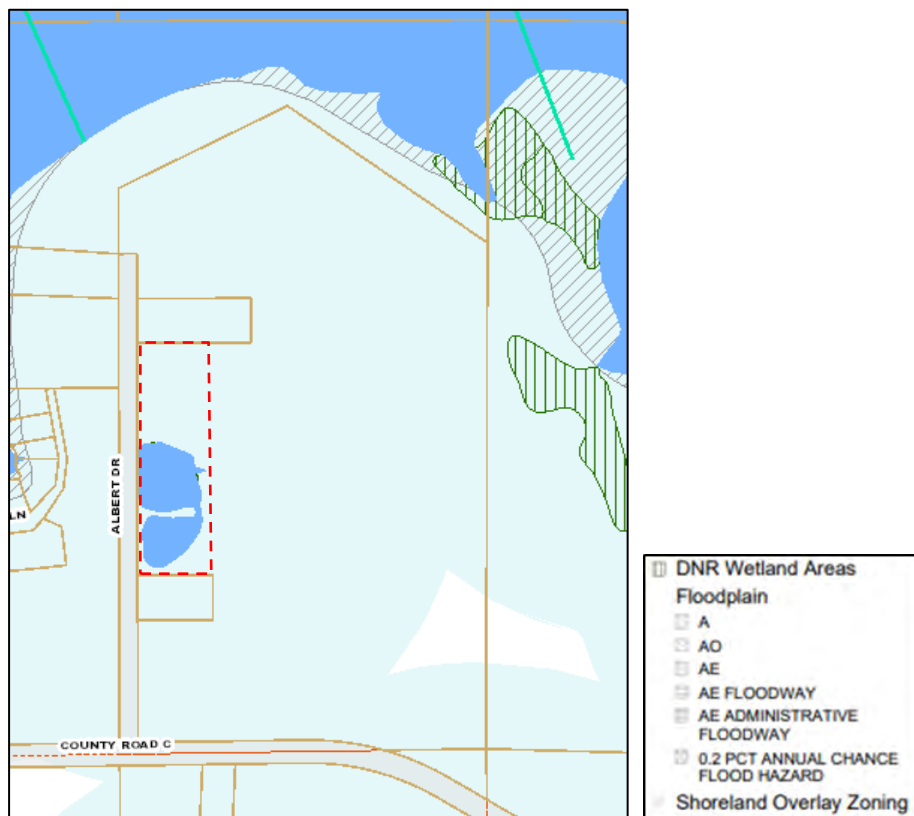 ALBERT DR
LN
COUNTY ROAD C
DNR Wetland Areas
Floodplain
A
AO
AE
AE FLOODWAY
AE ADMINISTRATIVE
FLOODWAY
0.2 PCT ANNUAL CHANCE
FLOOD HAZARD
Shoreland Overlay Zoning